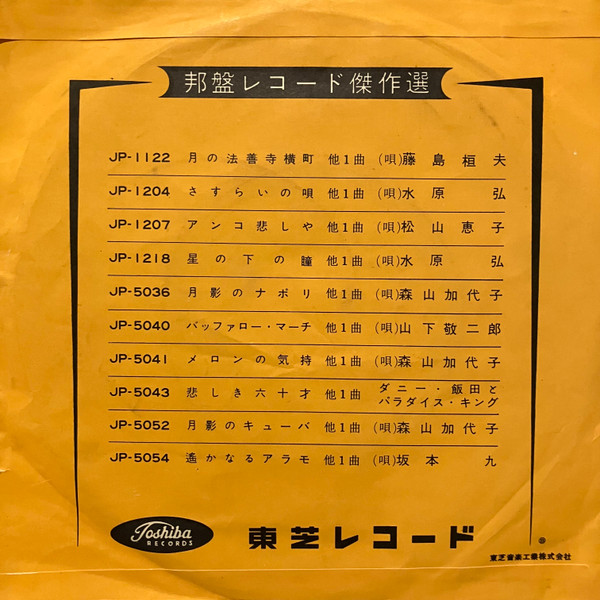 邦盤レコード傑作選
JP-1122 月の法善寺横町 他1曲 (唄)藤島桓夫
JP-1204 さすらいの唄 他1曲 (唄)水原弘
JP-1207 アンコ悲しや 他1曲 (唄)松山恵子
JP-1218 星の下の瞳 他1曲 (唄)水原弘
JP-5036 月影のナポリ 他1曲 (唄)森山加代子
JP-5040 バッファロー・マーチ 他1曲 (唄)山下敬二郎
JP-5041 メロンの気持 他1曲 (唄)森山加代子
JP-5043 悲しき六十才 他1曲 ダニー・飯田とパラダイス・キング
JP-5052 月影のキューバ 他1曲 (唄)森山加代子
JP-5054 遙かなるアラモ 他1曲 (唄)坂本九
Toshiba
RECORDS
東芝レコード
東芝音楽工業株式会社